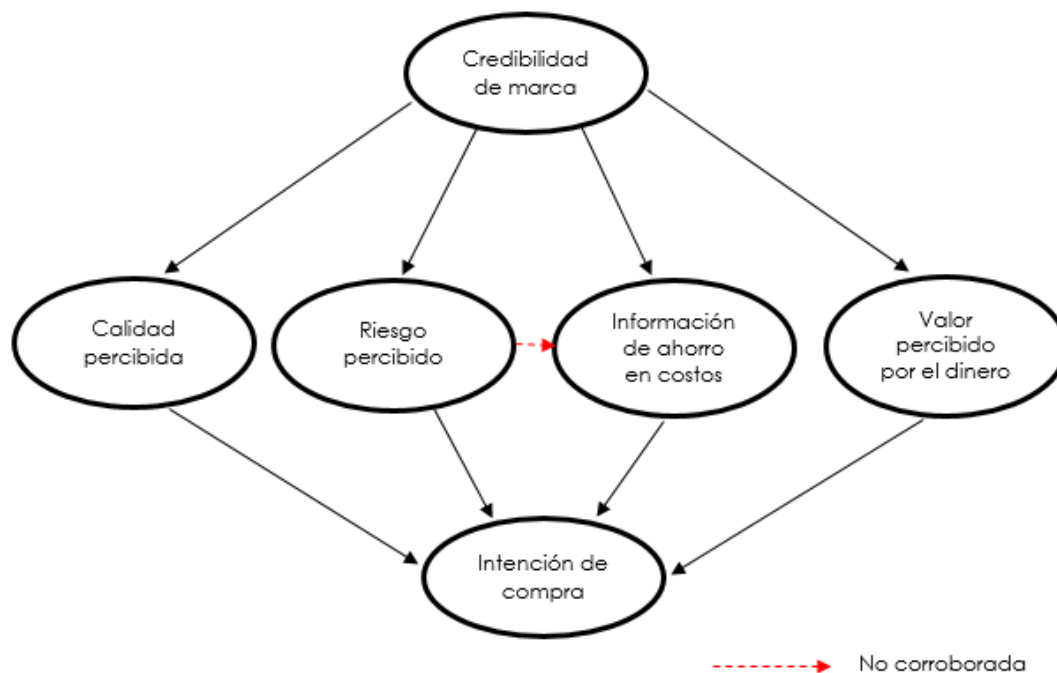 Credibilidad
de marca
Calidad
percibida
Riesgo
percibido
Información
de ahorro
en costos
Valor
percibido
por el dinero
Intención de
compra
No corroborada